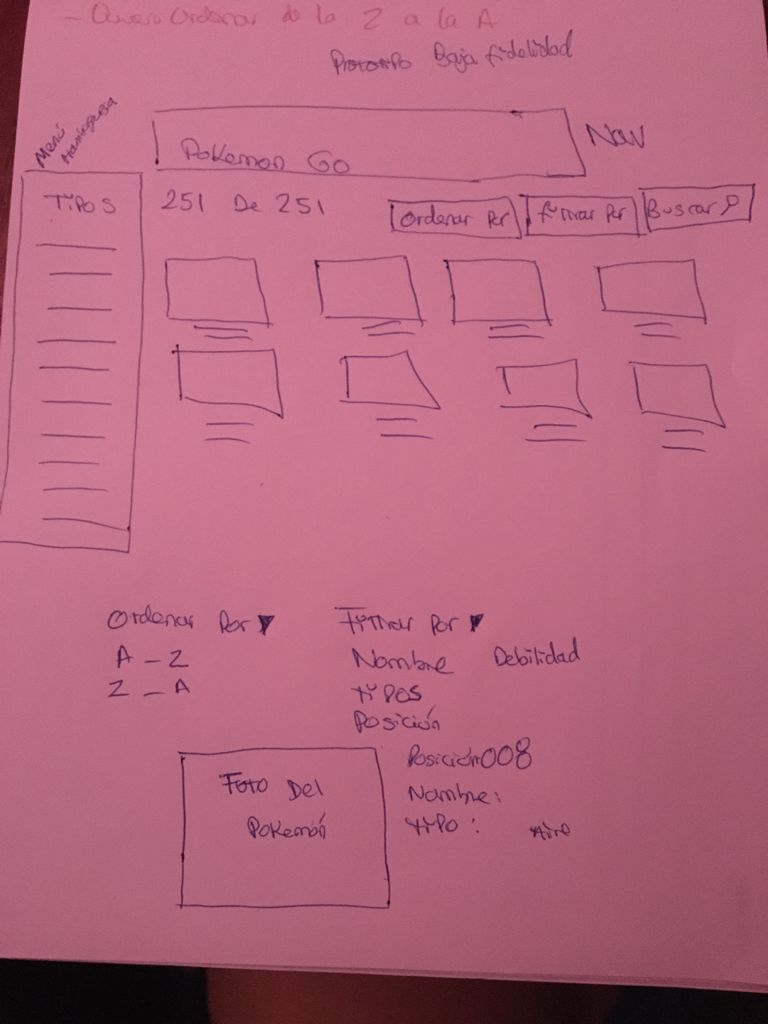 - Quiero Ordenar de la Z a la A
Prototipo Baja fidelidad
Menú
Hamburguesa
Pokemon Go
Nav
TiPOS
251 De 251
Ordenar Por
filtrar Por
Buscar
Ordenar Por
A - Z
Z - A
Filtrar Por
Nombre Debilidad
TiPOS
Posición
Foto Del
Pokemón
Posición 008
Nombre:
TiPo : Aire